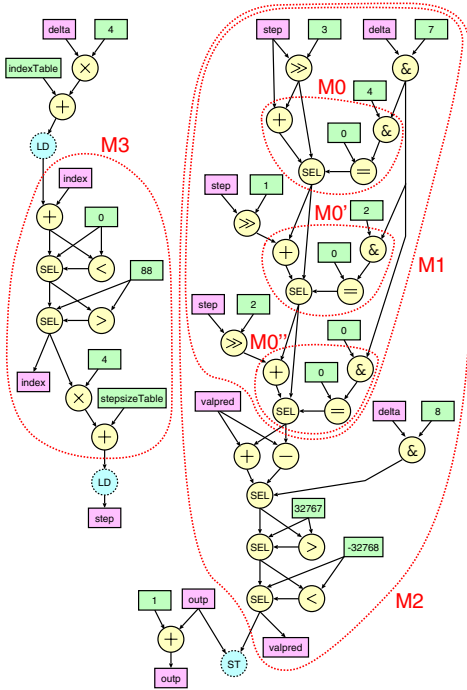 delta 4 step 3 delta 7
× ≫ &
indexTable M0
+ 4
+ &
LD M3 0
SEL =
index step 1 M0'
+ 0 ≫ 2
+ &
SEL < 0
88 SEL = M1
SEL > step 2
≫ M0'' 0
+ &
index 4 0
× valpred SEL =
stepsizeTable delta 8
+ + − &
LD SEL
step 32767
SEL >
-32768
SEL <
1 outp M2
+ valpred
outp ST